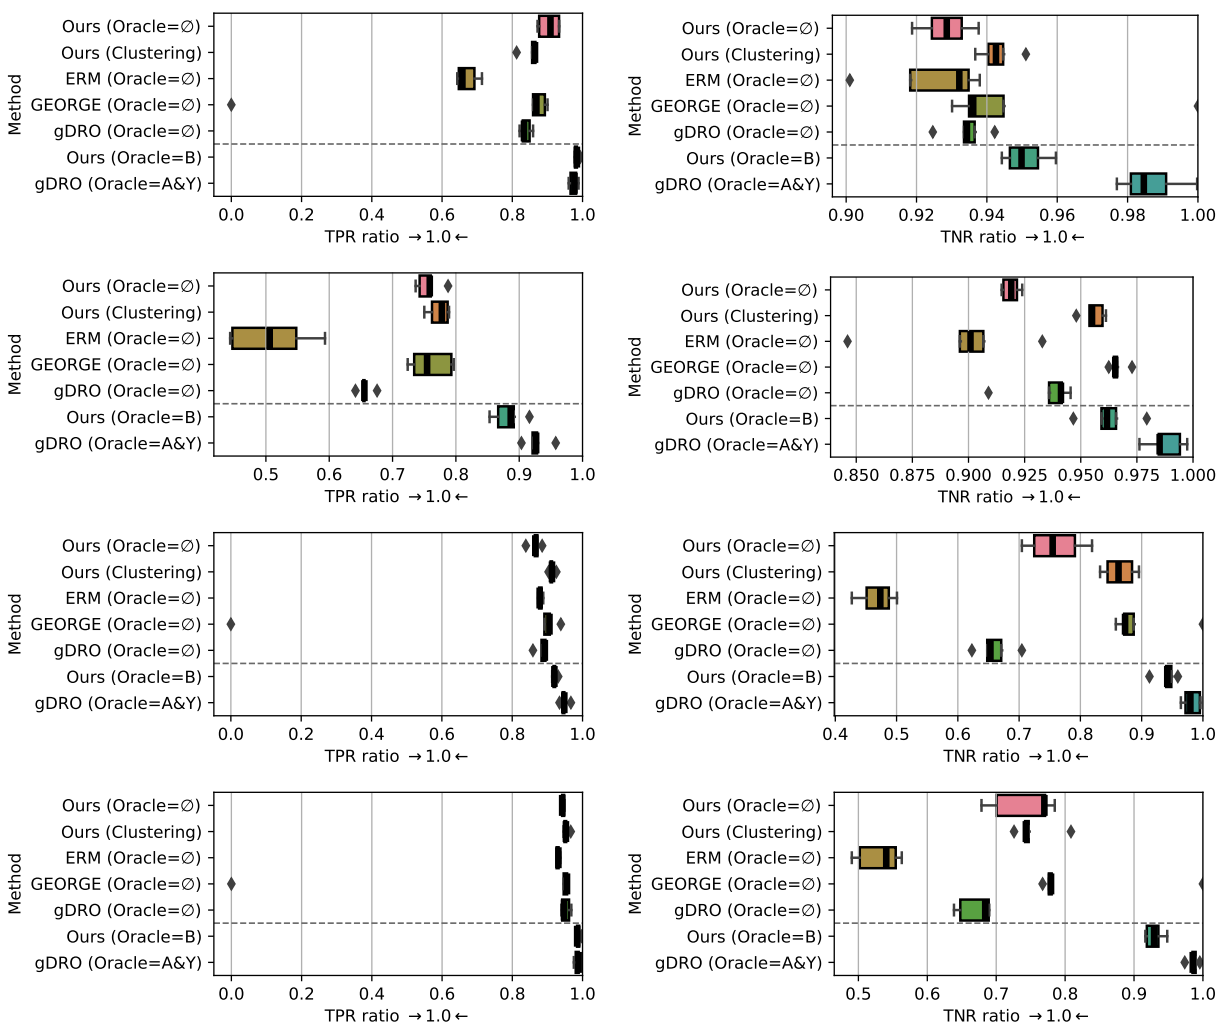 Method
Ours (Oracle=∅)
Ours (Clustering)
ERM (Oracle=∅)
GEORGE (Oracle=∅)
gDRO (Oracle=∅)
Ours (Oracle=B)
gDRO (Oracle=A&Y)
0.0 0.2 0.4 0.6 0.8 1.0
TPR ratio →1.0←
Method
Ours (Oracle=∅)
Ours (Clustering)
ERM (Oracle=∅)
GEORGE (Oracle=∅)
gDRO (Oracle=∅)
Ours (Oracle=B)
gDRO (Oracle=A&Y)
0.90 0.92 0.94 0.96 0.98 1.00
TNR ratio →1.0←
Method
Ours (Oracle=∅)
Ours (Clustering)
ERM (Oracle=∅)
GEORGE (Oracle=∅)
gDRO (Oracle=∅)
Ours (Oracle=B)
gDRO (Oracle=A&Y)
0.5 0.6 0.7 0.8 0.9 1.0
TPR ratio →1.0←
Method
Ours (Oracle=∅)
Ours (Clustering)
ERM (Oracle=∅)
GEORGE (Oracle=∅)
gDRO (Oracle=∅)
Ours (Oracle=B)
gDRO (Oracle=A&Y)
0.850 0.875 0.900 0.925 0.950 0.975 1.000
TNR ratio →1.0←
Method
Ours (Oracle=∅)
Ours (Clustering)
ERM (Oracle=∅)
GEORGE (Oracle=∅)
gDRO (Oracle=∅)
Ours (Oracle=B)
gDRO (Oracle=A&Y)
0.0 0.2 0.4 0.6 0.8 1.0
TPR ratio →1.0←
Method
Ours (Oracle=∅)
Ours (Clustering)
ERM (Oracle=∅)
GEORGE (Oracle=∅)
gDRO (Oracle=∅)
Ours (Oracle=B)
gDRO (Oracle=A&Y)
0.4 0.5 0.6 0.7 0.8 0.9 1.0
TNR ratio →1.0←
Method
Ours (Oracle=∅)
Ours (Clustering)
ERM (Oracle=∅)
GEORGE (Oracle=∅)
gDRO (Oracle=∅)
Ours (Oracle=B)
gDRO (Oracle=A&Y)
0.0 0.2 0.4 0.6 0.8 1.0
TPR ratio →1.0←
Method
Ours (Oracle=∅)
Ours (Clustering)
ERM (Oracle=∅)
GEORGE (Oracle=∅)
gDRO (Oracle=∅)
Ours (Oracle=B)
gDRO (Oracle=A&Y)
0.5 0.6 0.7 0.8 0.9 1.0
TNR ratio →1.0←